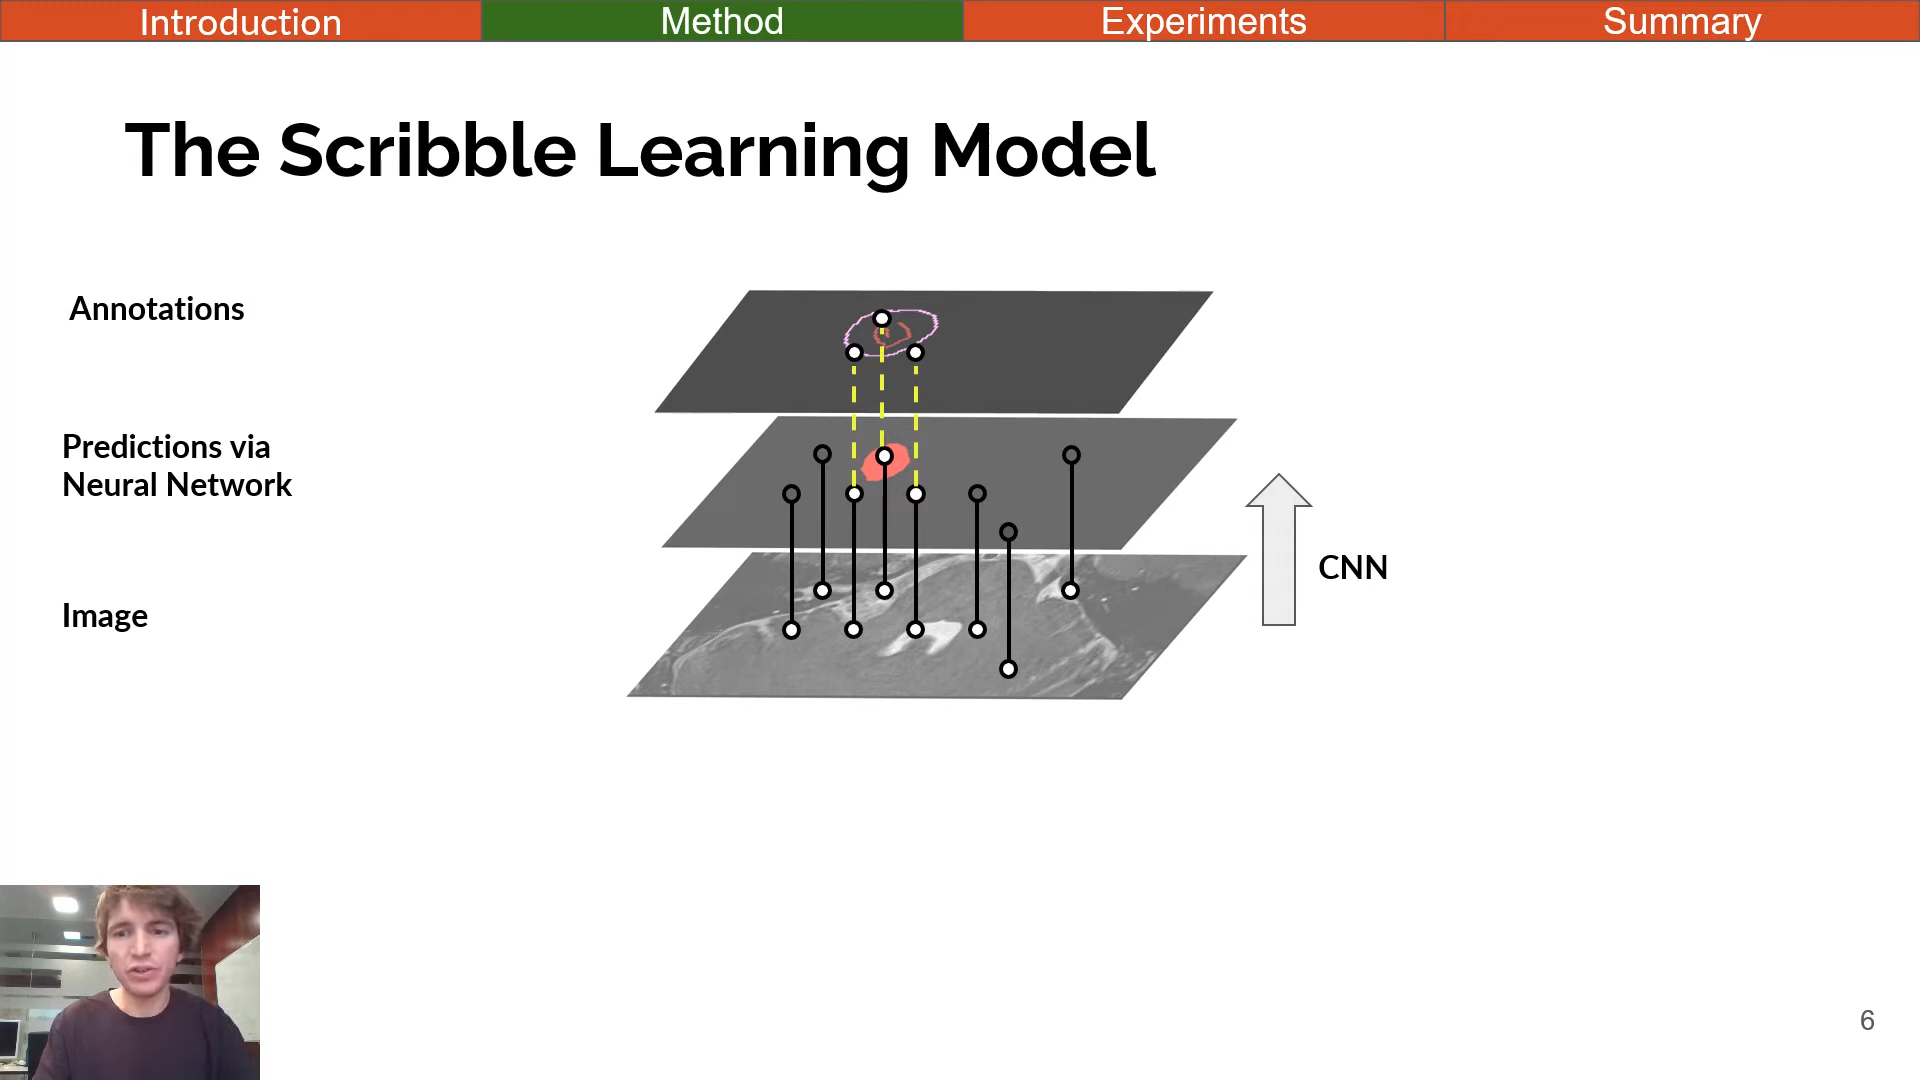 Introduction
Method
Experiments
Summary
The Scribble Learning Model
Annotations
Predictions via
Neural Network
CNN
Image
6